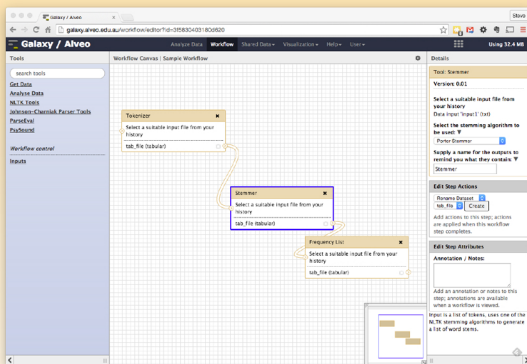 Galaxy / Alveo
Steve
galaxy.alveo.edu.au/workflow/editor?id=3f5830403180d620
Galaxy / Alveo
Analyze Data
Workflow
Shared Data
Visualization
Help
User
Using 32.4 MB
Tools
search tools
Get Data
Analyse Data
NLTK Tools
Johnson-Charniak Parser Tools
ParseEval
PsySound
Workflow control
Inputs
Workflow Canvas | Sample Workflow
Tokenizer
Select a suitable input file from your
history
tab_file (tabular)
Stemmer
Select a suitable input file from your
history
tab_file (tabular)
Frequency List
Select a suitable input file from your
history
tab_file (tabular)
Details
Tool: Stemmer
Version: 0.01
Select a suitable input file from
your history
Data input 'input1' (txt)
Select the stemming algorithm to
be used
Porter Stemmer
Supply a name for the outputs to
remind you what they contain:
Stemmer
Edit Step Actions
Rename Dataset
tab_file
Create
Add actions to this step; actions
are applied when this workflow
step completes.
Edit Step Attributes
Annotation / Notes:
Add an annotation or notes to this
step; annotations are available
when a workflow is viewed.
Input is a list of tokens, uses one of the
NLTK stemming algorithms to generate
a list of word stems.